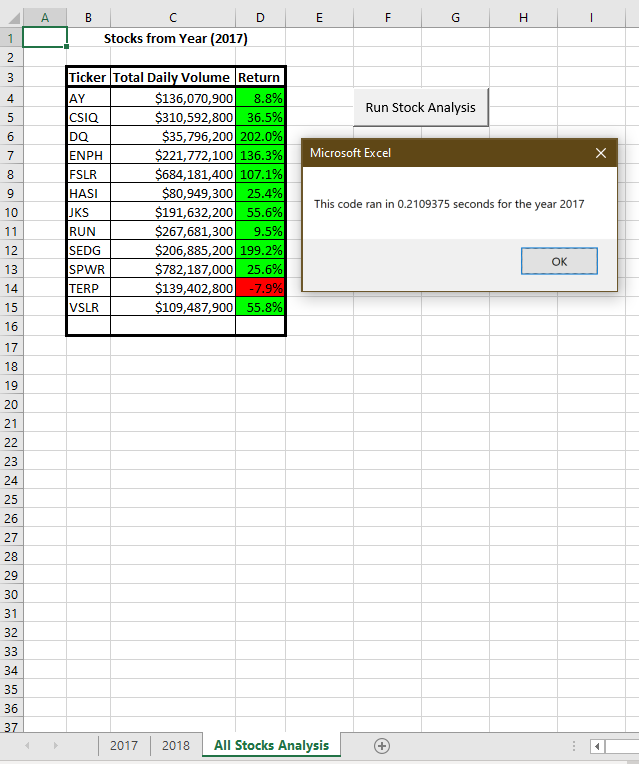 A B C D E F G H I
1 Stocks from Year (2017)
2
3 Ticker Total Daily Volume Return
4 AY $136,070,900 8.8%
Run Stock Analysis
5 CSIQ $310,592,800 36.5%
6 DQ $35,796,200 202.0%
7 ENPH $221,772,100 136.3%
Microsoft Excel
8 FSLR $684,181,400 107.1%
9 HASI $80,949,300 25.4%
This code ran in 0.2109375 seconds for the year 2017
10 JKS $191,632,200 55.6%
11 RUN $267,681,300 9.5%
12 SEDG $206,885,200 199.2%
OK
13 SPWR $782,187,000 25.6%
14 TERP $139,402,800 -7.9%
15 VSLR $109,487,900 55.8%
16
17
18
19
20
21
22
23
24
25
26
27
28
29
30
31
32
33
34
35
36
37
2017 2018 All Stocks Analysis